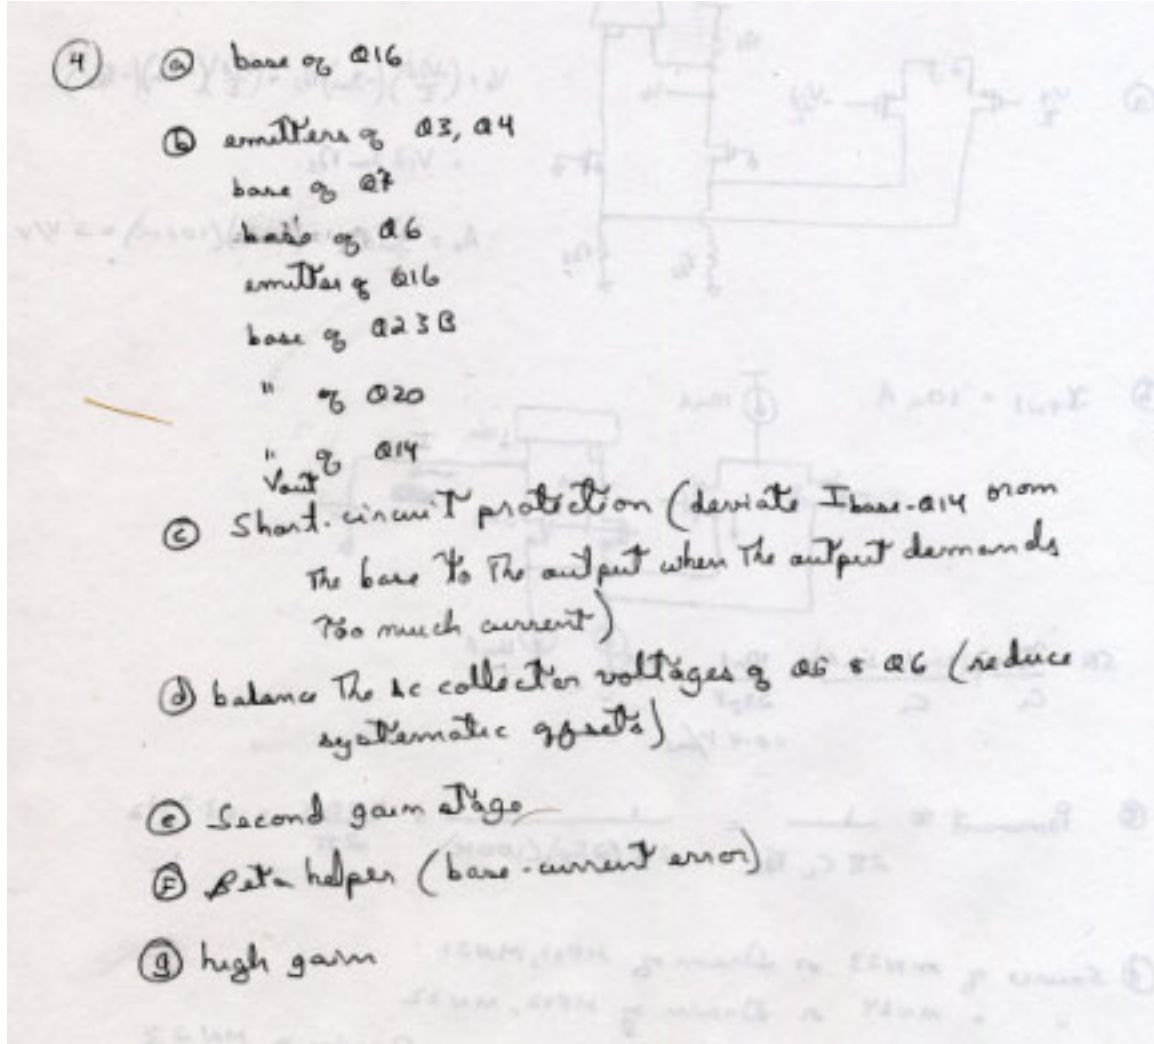 4 a base of Q16
b emitters of Q3, Q4
base of Q7
base of Q6
emitter of Q16
base of Q23B
" of Q20
" of Q14
Vout
c Short-circuit protection (deviate Ibase-Q14 from
the base to the output when the output demands
too much current)
d balance the dc collector voltages of Q5 & Q6 (reduce
systematic offsets)
e Second gain stage
f Beta helper (base-current error)
g high gain